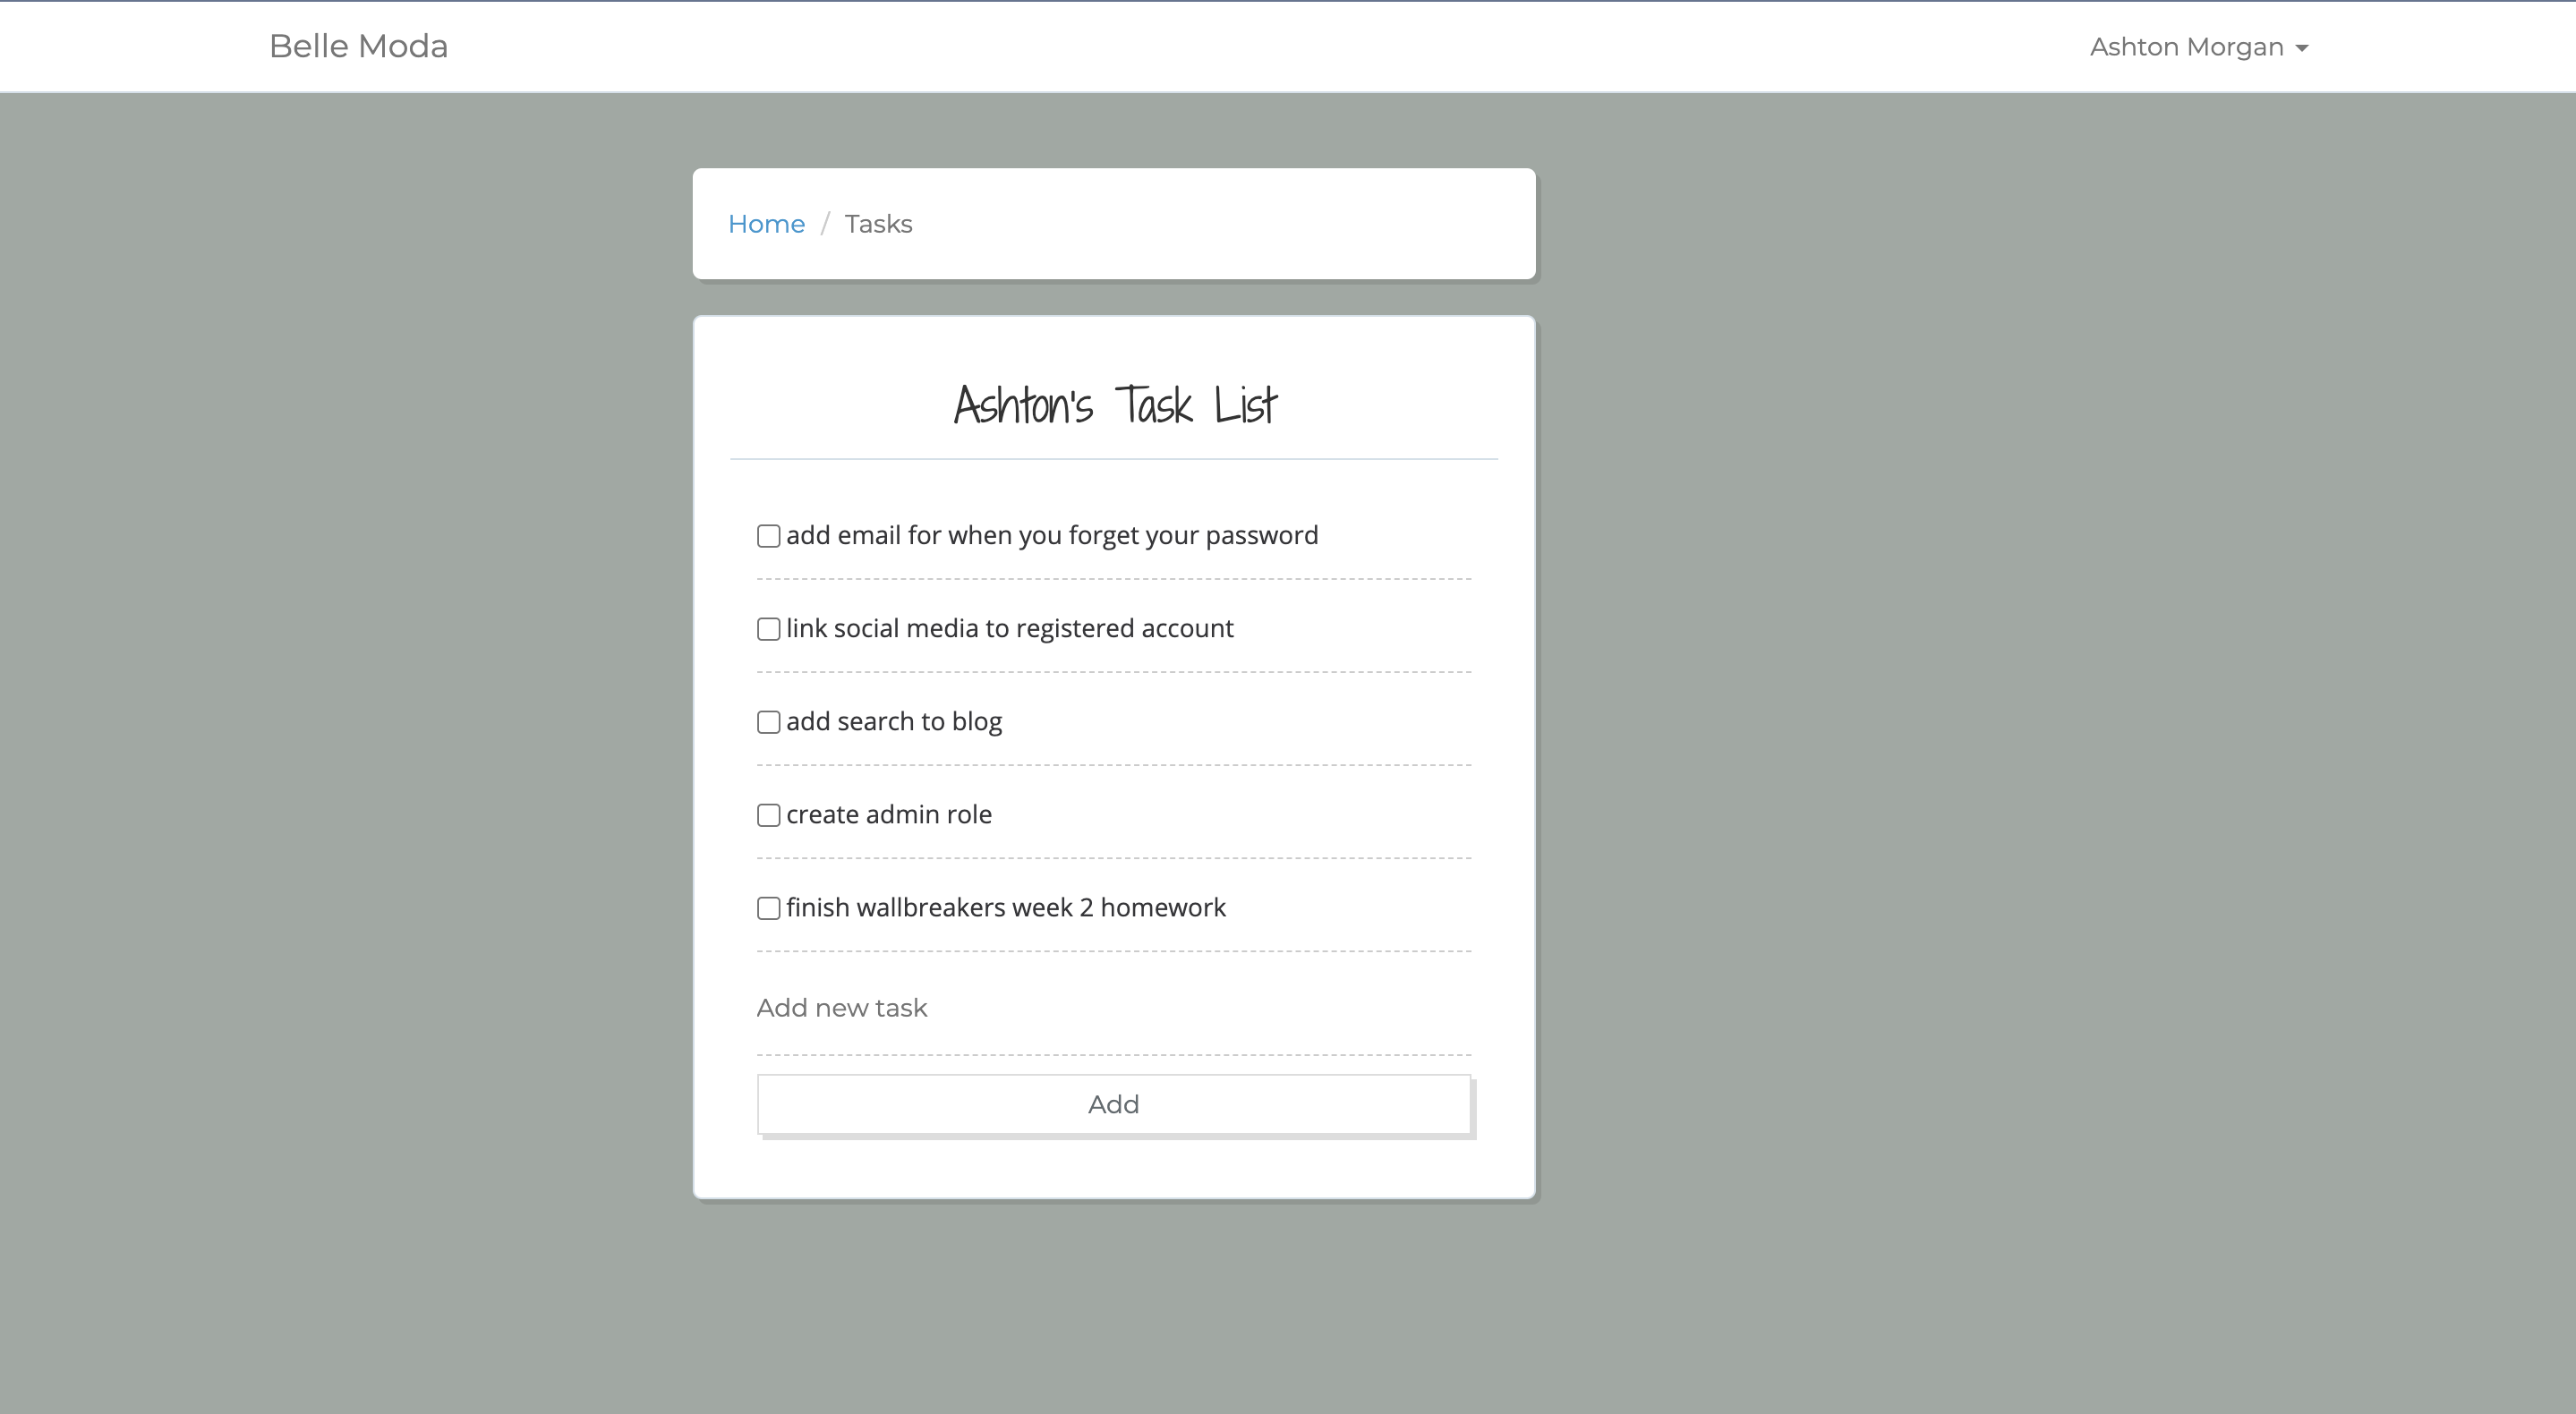 Belle Moda
Ashton Morgan
Home / Tasks
Ashton's Task List
add email for when you forget your password
link social media to registered account
add search to blog
create admin role
finish wallbreakers week 2 homework
Add new task
Add